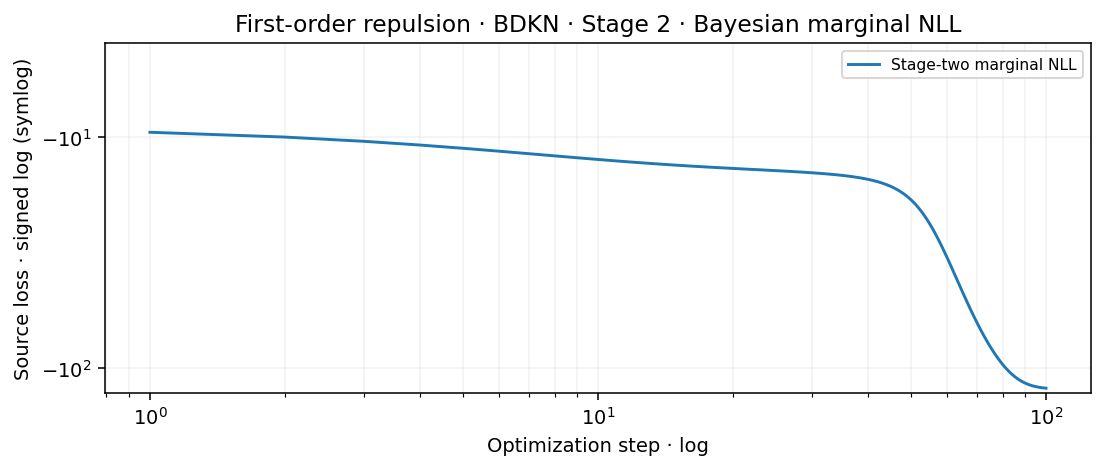 First-order repulsion · BDKN · Stage 2 · Bayesian marginal NLL
Stage-two marginal NLL
Source loss · signed log (symlog)
−10¹
−10²
10⁰
10¹
10²
Optimization step · log